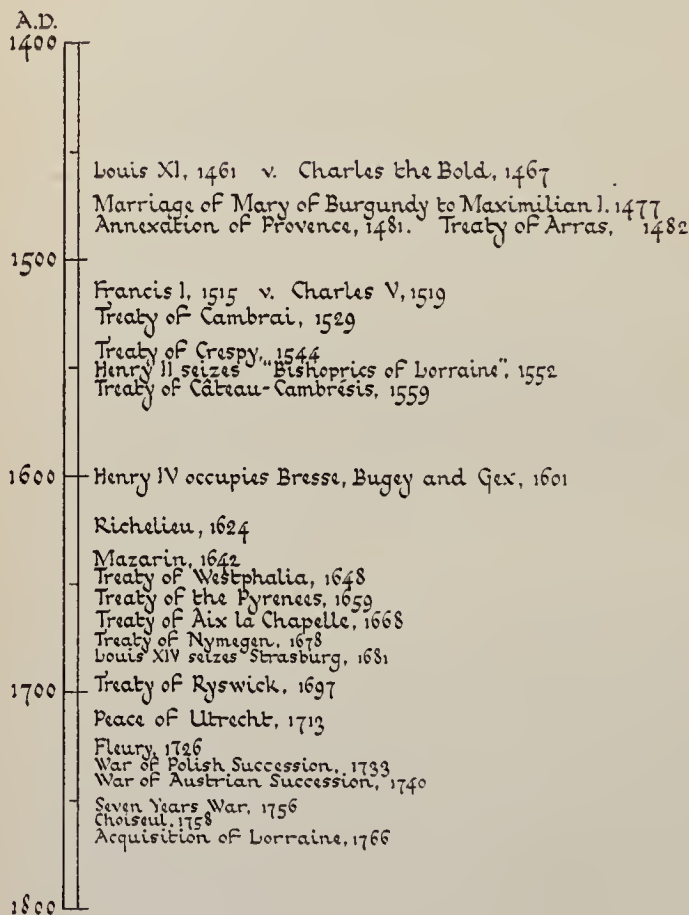 A.D.
1400
Louis XI, 1461 v. Charles the Bold, 1467
Marriage of Mary of Burgundy to Maximilian I. 1477
Annexation of Provence, 1481. Treaty of Arras, 1482
1500
Francis I, 1515 v. Charles V, 1519
Treaty of Cambrai, 1529
Treaty of Crespy, 1544
Henry II seizes "Bishoprics of Lorraine", 1552
Treaty of Câteau-Cambrésis, 1559
1600
Henry IV occupies Bresse, Bugey and Gex, 1601
Richelieu, 1624
Mazarin, 1642
Treaty of Westphalia, 1648
Treaty of the Pyrenees, 1659
Treaty of Aix la Chapelle, 1668
Treaty of Nymegen, 1678
Louis XIV seizes Strasburg, 1681
1700
Treaty of Ryswick, 1697
Peace of Utrecht, 1713
Fleury, 1726
War of Polish Succession, 1733
War of Austrian Succession, 1740
Seven Years War, 1756
Choiseul, 1758
Acquisition of Lorraine, 1766
1800